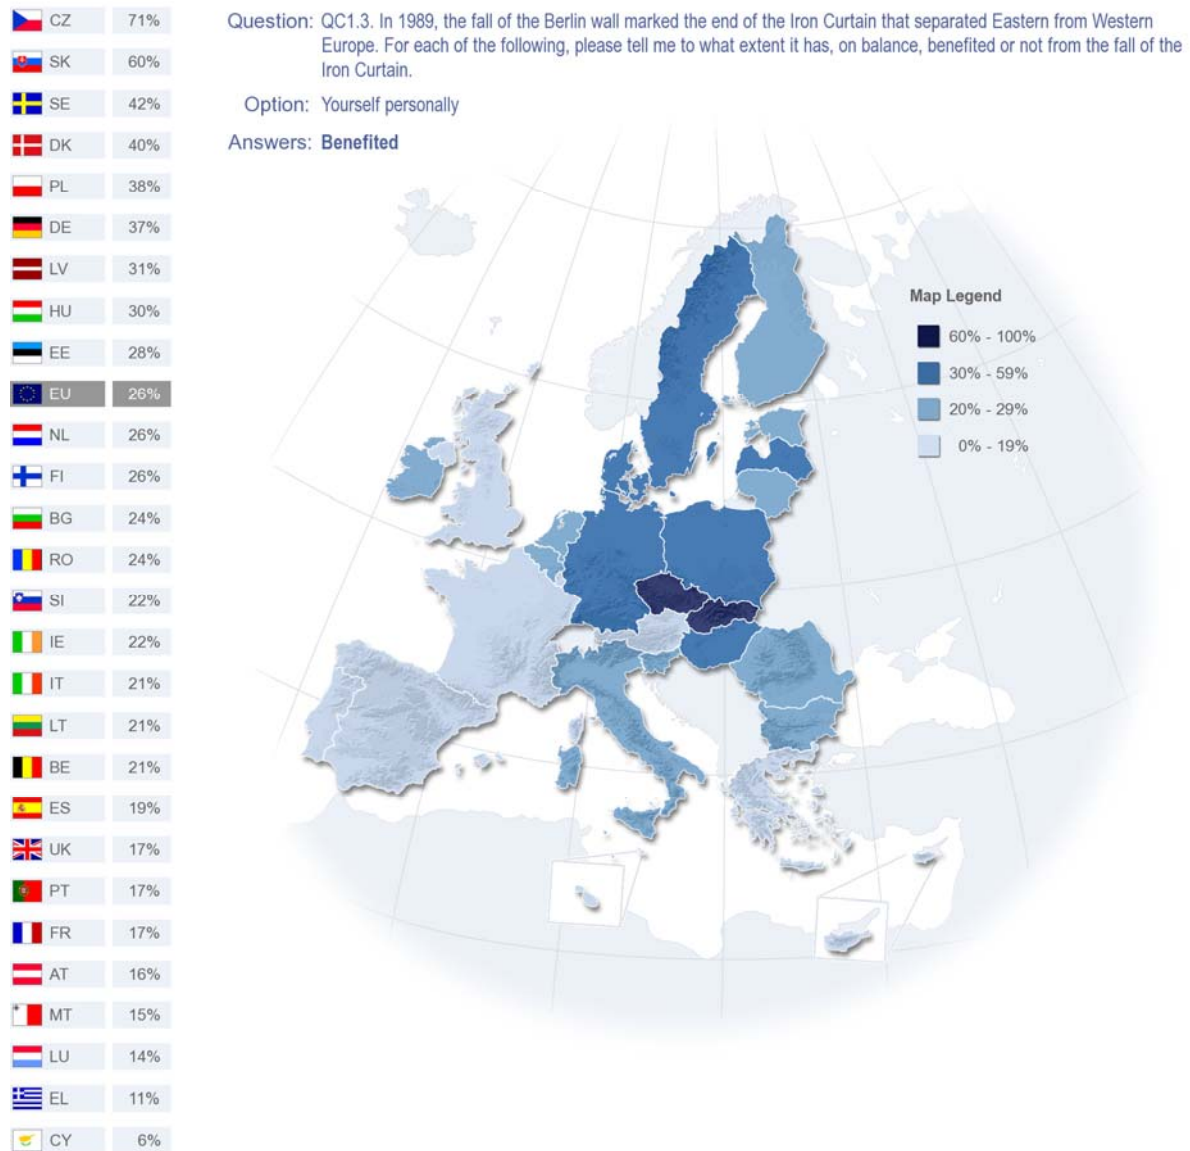 CZ 71%
SK 60%
SE 42%
DK 40%
PL 38%
DE 37%
LV 31%
HU 30%
EE 28%
EU 26%
NL 26%
FI 26%
BG 24%
RO 24%
SI 22%
IE 22%
IT 21%
LT 21%
BE 21%
ES 19%
UK 17%
PT 17%
FR 17%
AT 16%
MT 15%
LU 14%
EL 11%
CY 6%
Question: QC1.3. In 1989, the fall of the Berlin wall marked the end of the Iron Curtain that separated Eastern from Western
Europe. For each of the following, please tell me to what extent it has, on balance, benefited or not from the fall of the
Iron Curtain.
Option: Yourself personally
Answers: Benefited
Map Legend
60% - 100%
30% - 59%
20% - 29%
0% - 19%